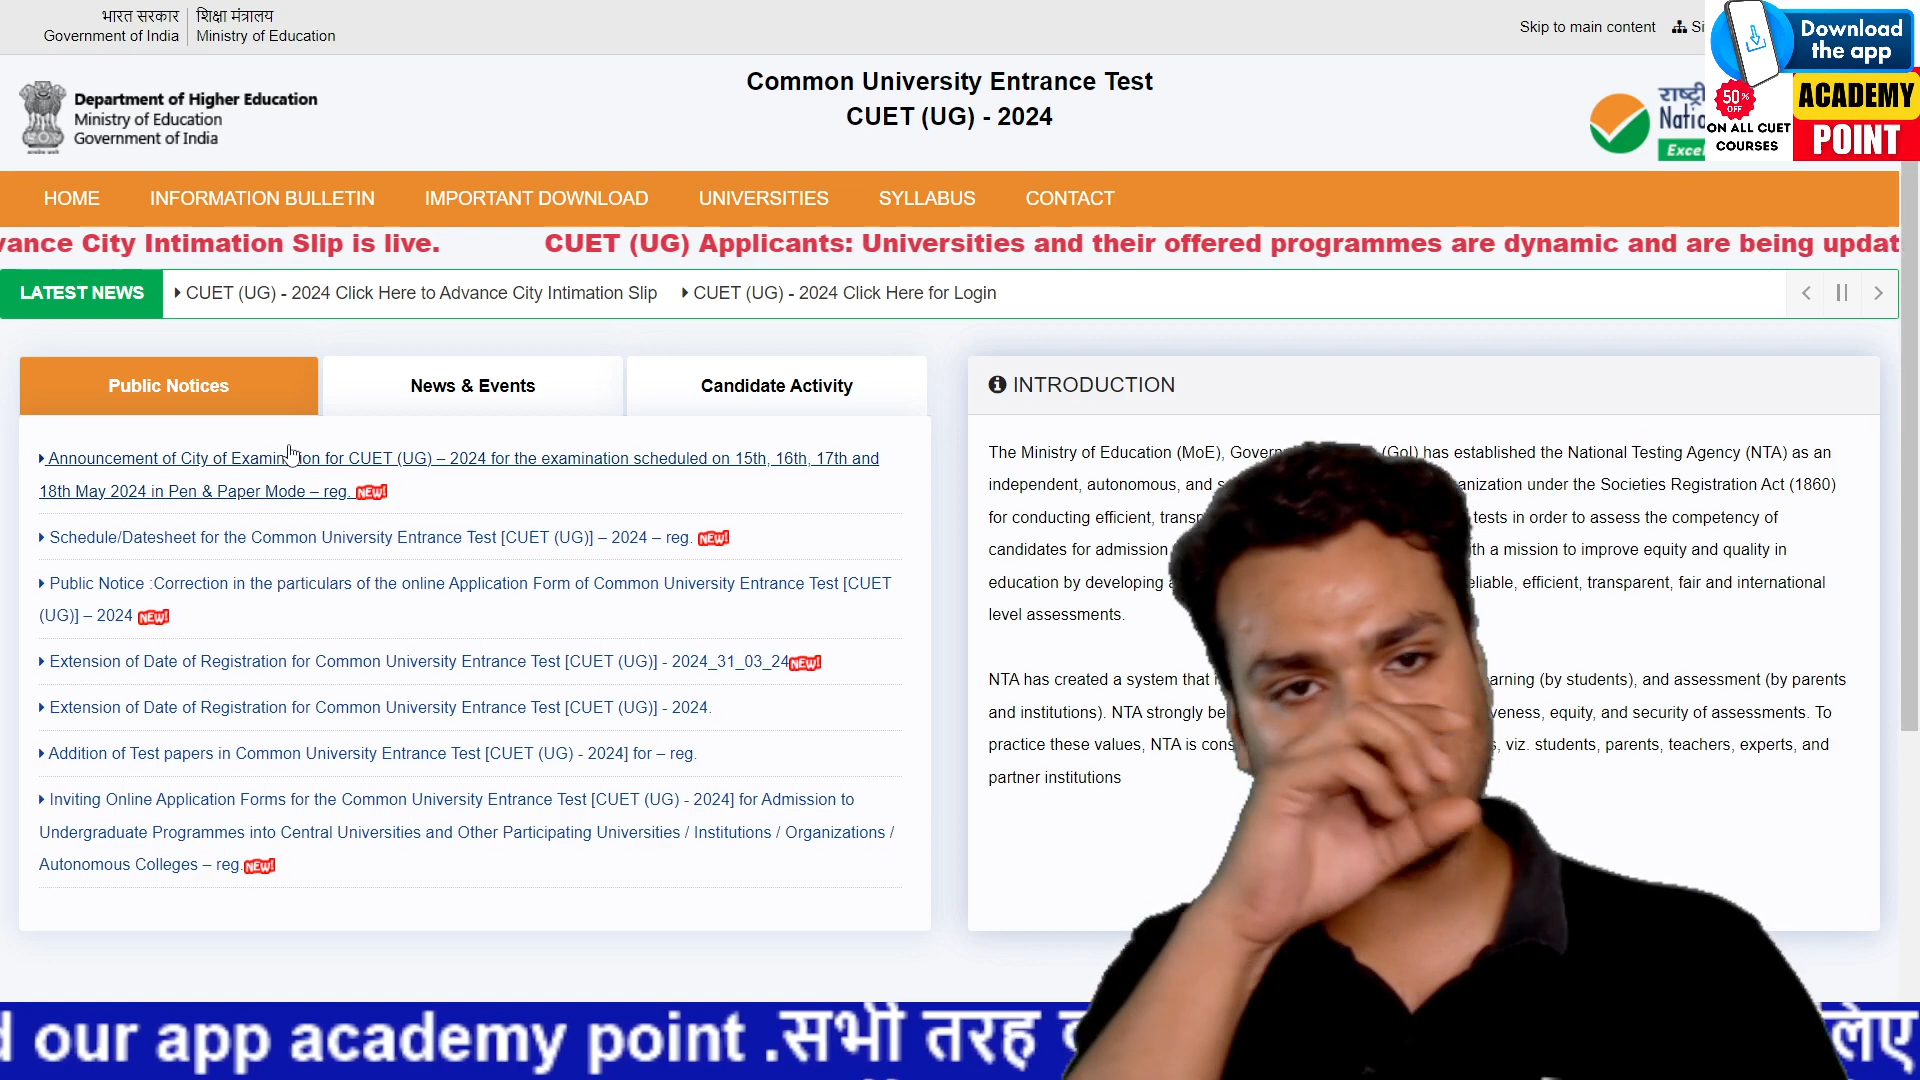 भारत सरकार शिक्षा मंत्रालय
Government of India Ministry of Education
Skip to main content
Download
the app
Department of Higher Education
Ministry of Education
Government of India
Common University Entrance Test
CUET (UG) - 2024
50%
OFF
ON ALL CUET
COURSES
ACADEMY
POINT
HOME INFORMATION BULLETIN IMPORTANT DOWNLOAD UNIVERSITIES SYLLABUS CONTACT
City Intimation Slip is live. CUET (UG) Applicants: Universities and their offered programmes are dynamic and are being
LATEST NEWS CUET (UG) - 2024 Click Here to Advance City Intimation Slip CUET (UG) - 2024 Click Here for Login
Public Notices News & Events Candidate Activity
Announcement of City of Examination for CUET (UG) – 2024 for the examination scheduled on 15th, 16th, 17th and
18th May 2024 in Pen & Paper Mode – reg. NEW!
Schedule/Datesheet for the Common University Entrance Test [CUET (UG)] – 2024 – reg. NEW!
Public Notice :Correction in the particulars of the online Application Form of Common University Entrance Test [CUET
(UG)] – 2024 NEW!
Extension of Date of Registration for Common University Entrance Test [CUET (UG)] - 2024_31_03_24 NEW!
Extension of Date of Registration for Common University Entrance Test [CUET (UG)] - 2024.
Addition of Test papers in Common University Entrance Test [CUET (UG) - 2024] for – reg.
Inviting Online Application Forms for the Common University Entrance Test [CUET (UG) - 2024] for Admission to
Undergraduate Programmes into Central Universities and Other Participating Universities / Institutions / Organizations /
Autonomous Colleges – reg. NEW!
INTRODUCTION
The Ministry of Education (MoE), (GoI) has established the National Testing Agency (NTA) as an
independent, autonomous, and under the Societies Registration Act (1860)
for conducting efficient, tests in order to assess the competency of
candidates for admission a mission to improve equity and quality in
education by developing efficient, transparent, fair and international
level assessments.
NTA has created a system that (by students), and assessment (by parents
and institutions). NTA strongly equity, and security of assessments. To
practice these values, NTA is viz. students, parents, teachers, experts, and
partner institutions
our app academy point .सभी तरह लिए